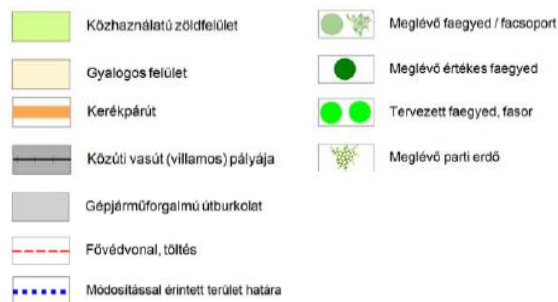 Közhaználatú zöldfelület
Gyalogos felület
Kerékpárút
Közúti vasút (villamos) pályája
Gépjárműforgalmú útburkolat
Fővédvonal, töltés
Módosítással érintett terület határa
Meglévő faegyed / facsoport
Meglévő értékes faegyed
Tervezett faegyed, fasor
Meglévő parti erdő